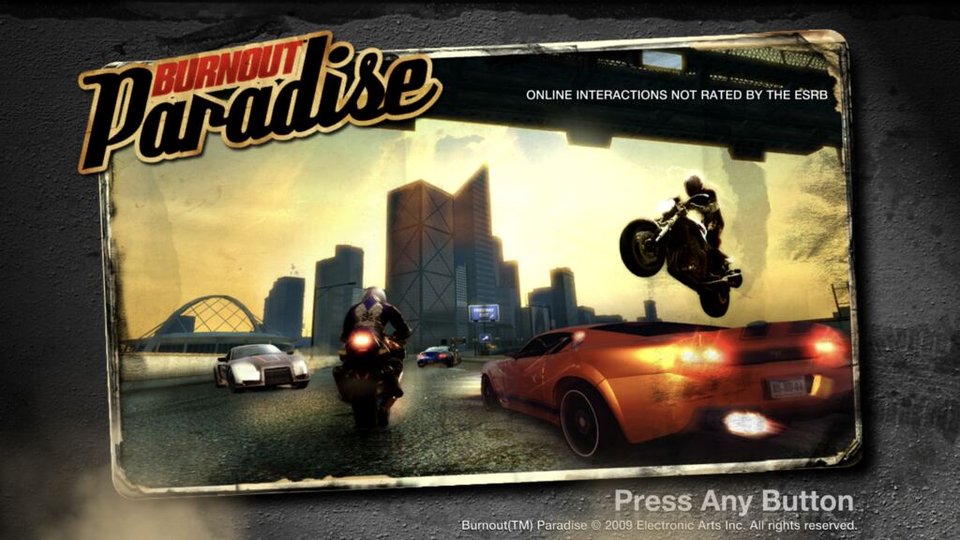 BURNOUT
Paradise
ONLINE INTERACTIONS NOT RATED BY THE ESRB
Press Any Button
Burnout(TM) Paradise © 2009 Electronic Arts Inc. All rights reserved.